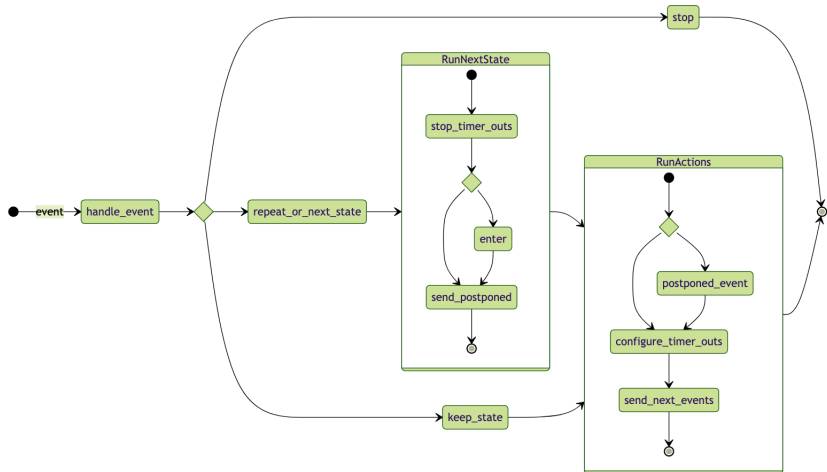 stop
RunNextState
stop_timer_outs
RunActions
event
handle_event
repeat_or_next_state
enter
postponed_event
send_postponed
configure_timer_outs
send_next_events
keep_state